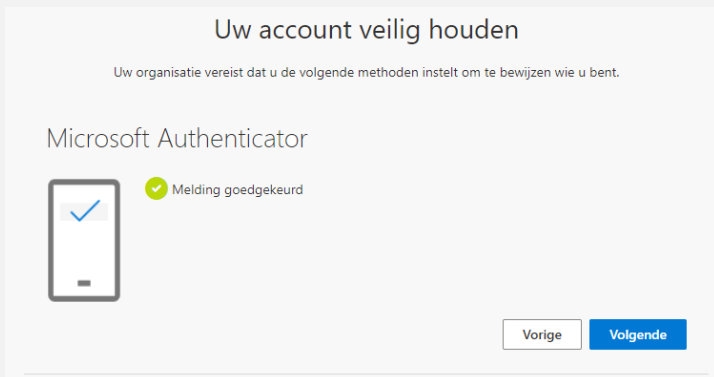 Uw account veilig houden
Uw organisatie vereist dat u de volgende methoden instelt om te bewijzen wie u bent.
Microsoft Authenticator
Melding goedgekeurd
Vorige
Volgende